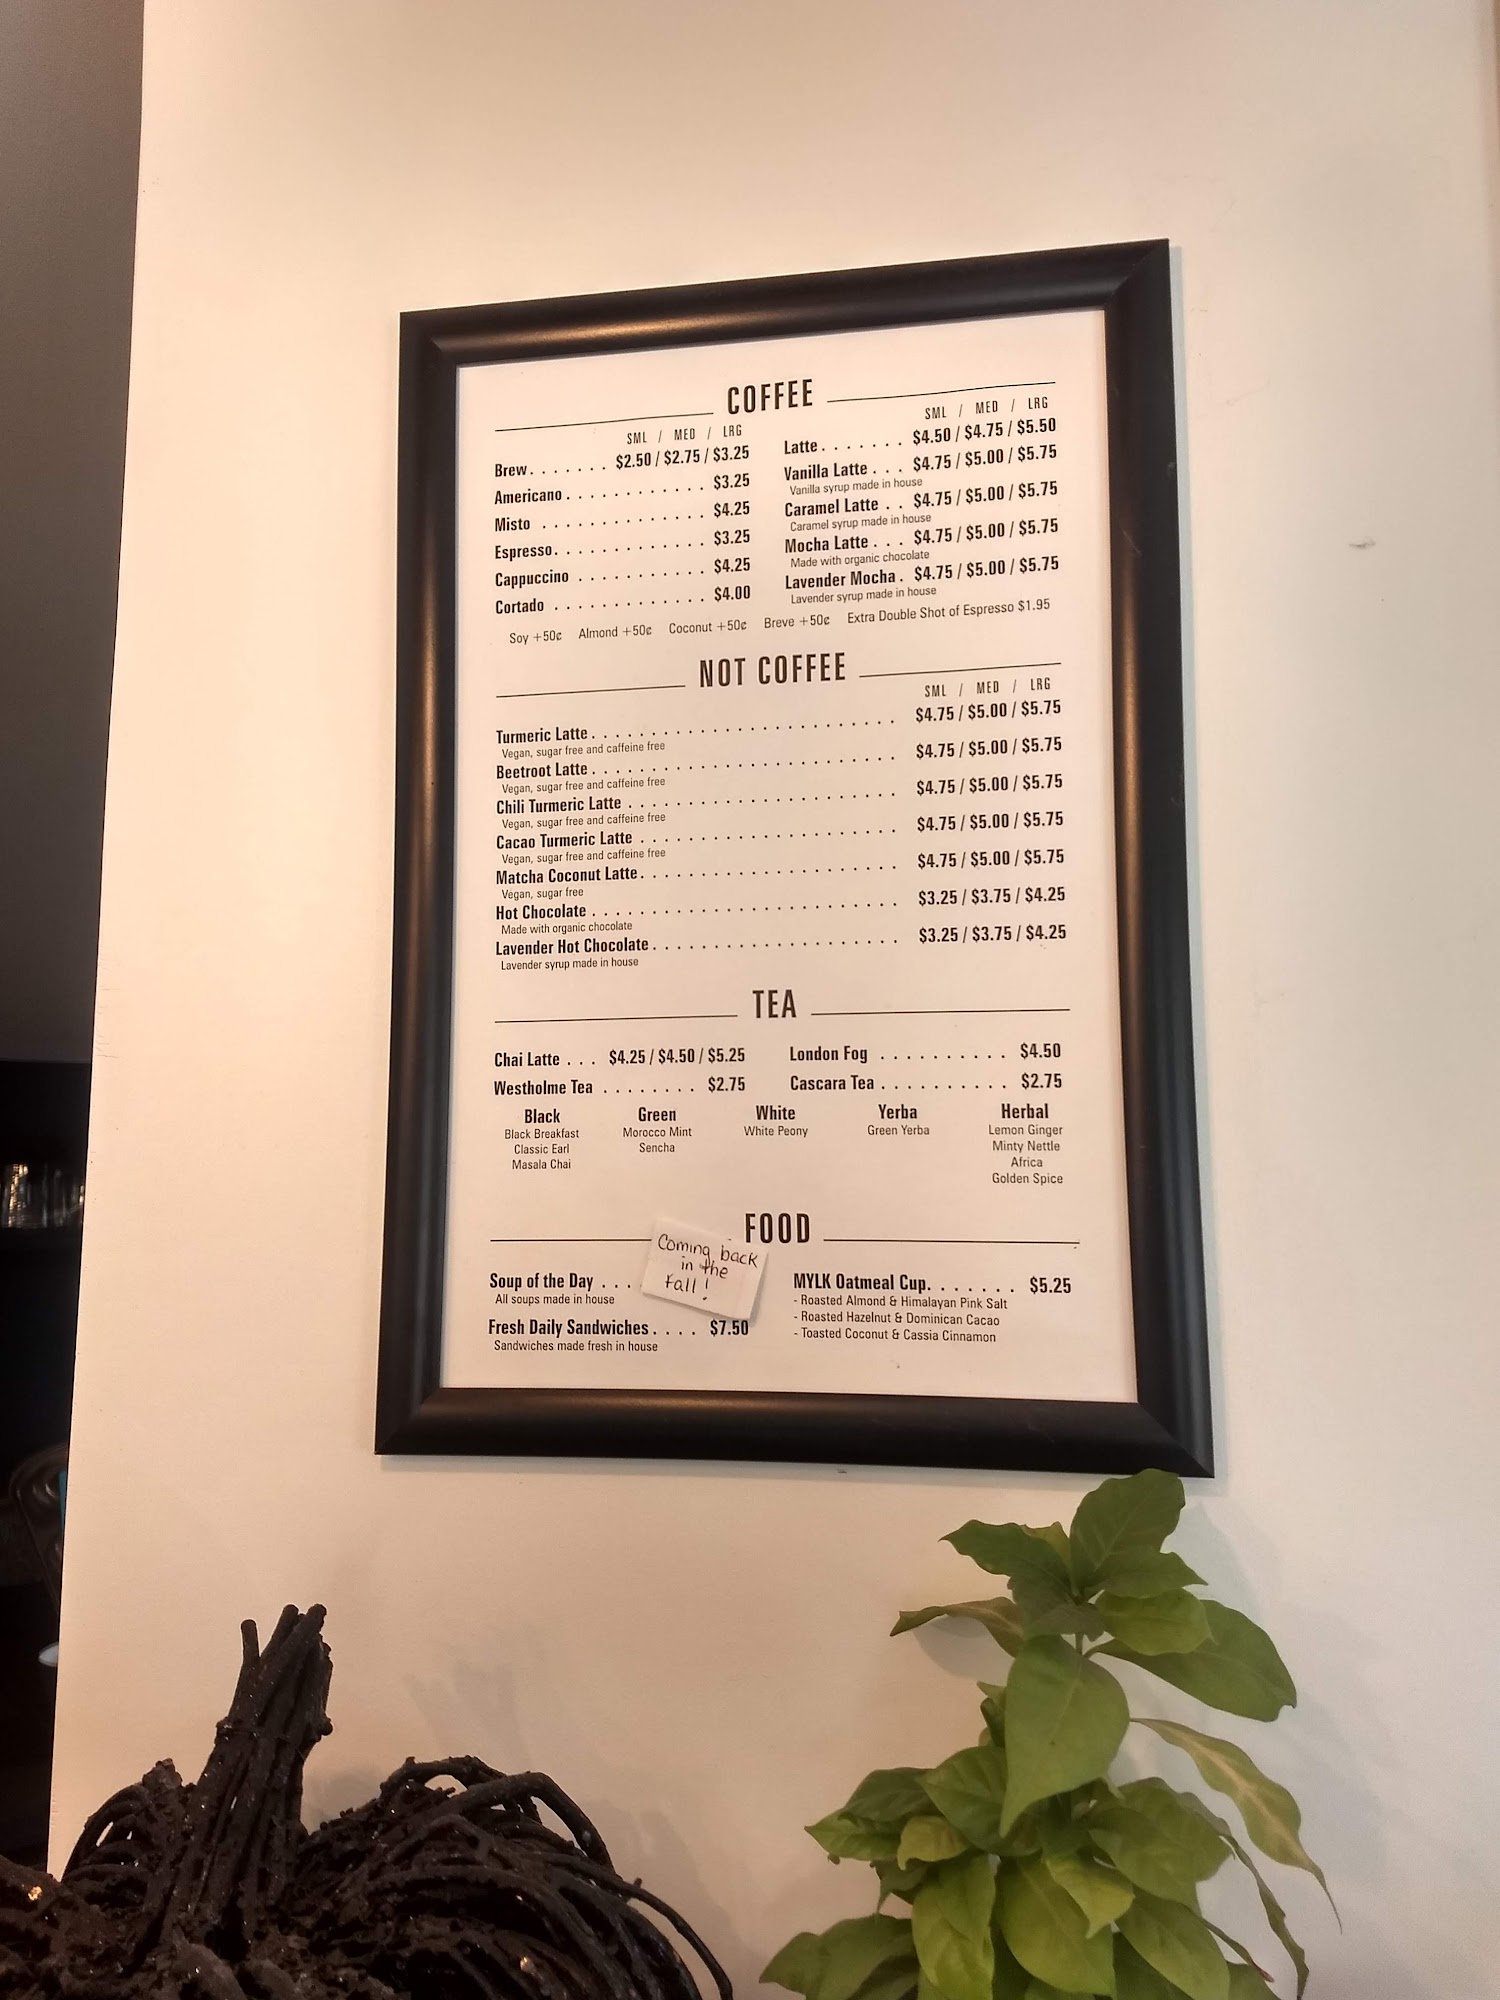 COFFEE
SML / MED / LRG
Brew. . . . . . . $2.50 / $2.75 / $3.25
Americano . . . . . . . . . . . . $3.25
Misto . . . . . . . . . . . . . . $4.25
Espresso. . . . . . . . . . . . . $3.25
Cappuccino . . . . . . . . . . . $4.25
Cortado . . . . . . . . . . . . . $4.00
SML / MED / LRG
Latte. . . . . . . $4.50 / $4.75 / $5.50
Vanilla Latte . . . $4.75 / $5.00 / $5.75
Vanilla syrup made in house
Caramel Latte . . $4.75 / $5.00 / $5.75
Caramel syrup made in house
Mocha Latte . . . $4.75 / $5.00 / $5.75
Made with organic chocolate
Lavender Mocha . $4.75 / $5.00 / $5.75
Lavender syrup made in house
Soy +50¢ Almond +50¢ Coconut +50¢ Breve +50¢ Extra Double Shot of Espresso $1.95
NOT COFFEE
SML / MED / LRG
Turmeric Latte. . . . . . . . . . . . . . . . . . . . . . . . $4.75 / $5.00 / $5.75
Vegan, sugar free and caffeine free
Beetroot Latte . . . . . . . . . . . . . . . . . . . . . . . . $4.75 / $5.00 / $5.75
Vegan, sugar free and caffeine free
Chili Turmeric Latte . . . . . . . . . . . . . . . . . . . . . $4.75 / $5.00 / $5.75
Vegan, sugar free and caffeine free
Cacao Turmeric Latte . . . . . . . . . . . . . . . . . . . . $4.75 / $5.00 / $5.75
Vegan, sugar free and caffeine free
Matcha Coconut Latte. . . . . . . . . . . . . . . . . . . . $4.75 / $5.00 / $5.75
Vegan, sugar free
Hot Chocolate . . . . . . . . . . . . . . . . . . . . . . . . $3.25 / $3.75 / $4.25
Made with organic chocolate
Lavender Hot Chocolate. . . . . . . . . . . . . . . . . . . $3.25 / $3.75 / $4.25
Lavender syrup made in house
TEA
Chai Latte . . . $4.25 / $4.50 / $5.25
Westholme Tea . . . . . . . . $2.75
London Fog . . . . . . . . . . $4.50
Cascara Tea . . . . . . . . . . $2.75
Black
Black Breakfast
Classic Earl
Masala Chai
Green
Morocco Mint
Sencha
White
White Peony
Yerba
Green Yerba
Herbal
Lemon Ginger
Minty Nettle
Africa
Golden Spice
FOOD
Soup of the Day . . .
All soups made in house
Coming back
in the
Fall!
Fresh Daily Sandwiches . . . . $7.50
Sandwiches made fresh in house
MYLK Oatmeal Cup. . . . . . . $5.25
- Roasted Almond & Himalayan Pink Salt
- Roasted Hazelnut & Dominican Cacao
- Toasted Coconut & Cassia Cinnamon